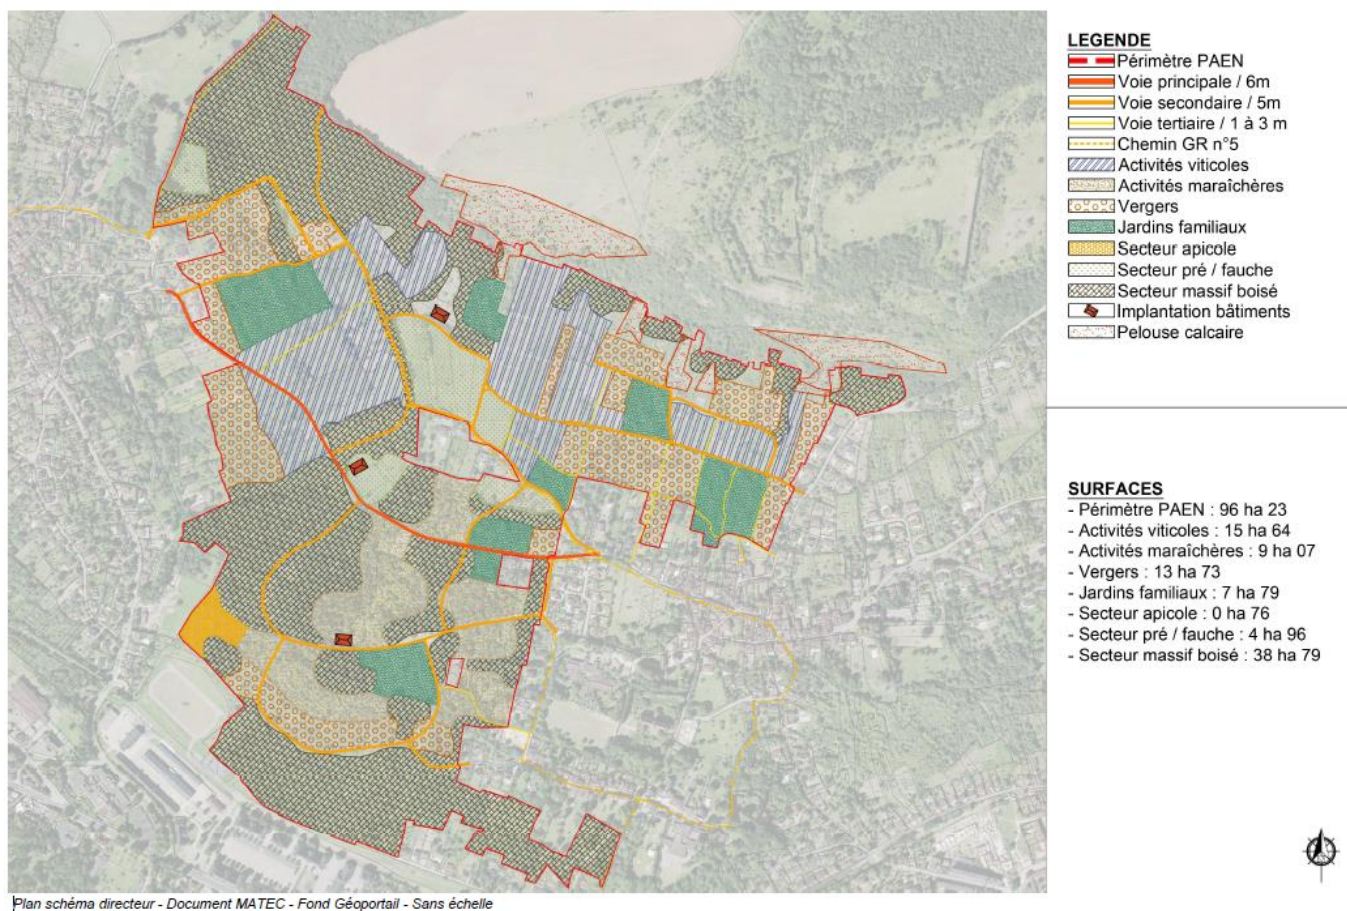 LEGENDE
Périmètre PAEN
Voie principale / 6m
Voie secondaire / 5m
Voie tertiaire / 1 à 3 m
Chemin GR n°5
Activités viticoles
Activités maraîchères
Vergers
Jardins familiaux
Secteur apicole
Secteur pré / fauche
Secteur massif boisé
Implantation bâtiments
Pelouse calcaire
SURFACES
- Périmètre PAEN : 96 ha 23
- Activités viticoles : 15 ha 64
- Activités maraîchères : 9 ha 07
- Vergers : 13 ha 73
- Jardins familiaux : 7 ha 79
- Secteur apicole : 0 ha 76
- Secteur pré / fauche : 4 ha 96
- Secteur massif boisé : 38 ha 79
Plan schéma directeur - Document MATEC - Fond Géoportail - Sans échelle